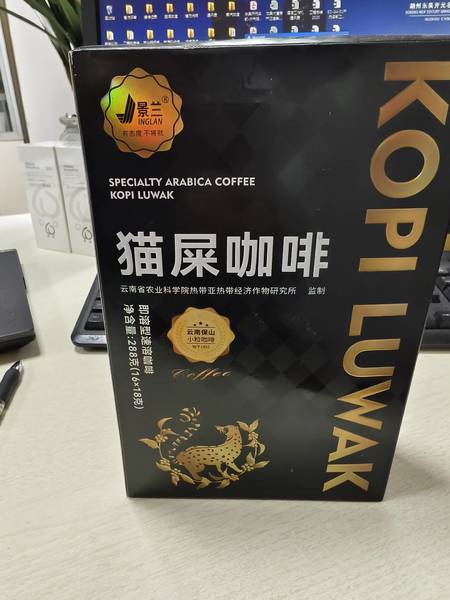 景兰®
INGLAN
有态度 不将就
SPECIALTY ARABICA COFFEE
KOPI LUWAK
猫屎咖啡
云南省农业科学院热带亚热带经济作物研究所 监制
云南保山
小粒咖啡
Coffee
即溶型速溶咖啡
净含量:288克(16×18克)
KOPI LUWAK